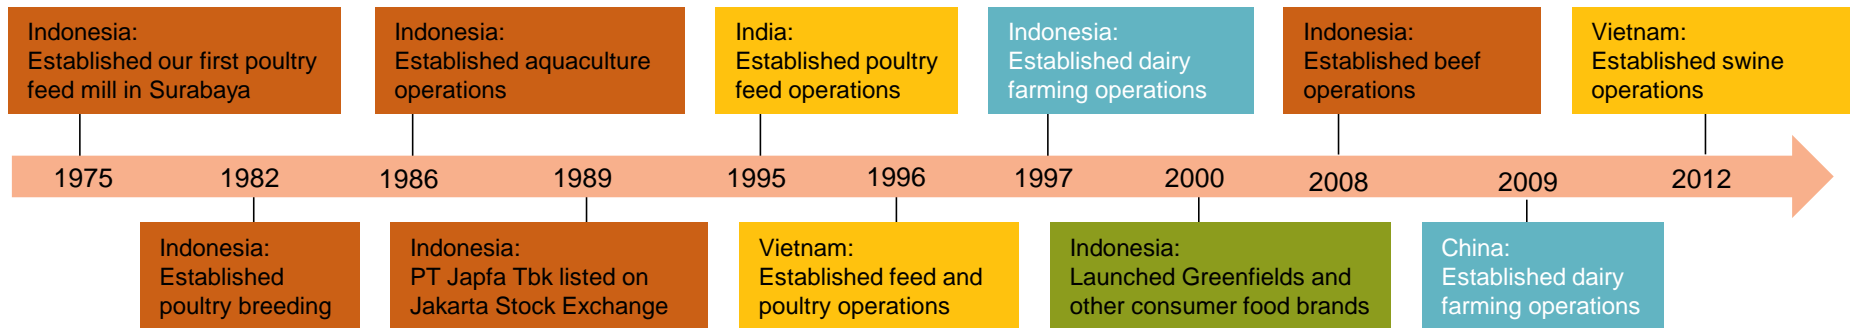 Indonesia:
Established our first poultry
feed mill in Surabaya
Indonesia:
Established aquaculture
operations
India:
Established poultry
feed operations
Indonesia:
Established dairy
farming operations
Indonesia:
Established beef
operations
Vietnam:
Established swine
operations
1975
1982
1986
1989
1995
1996
1997
2000
2008
2009
2012
Indonesia:
Established
poultry breeding
Indonesia:
PT Japfa Tbk listed on
Jakarta Stock Exchange
Vietnam:
Established feed and
poultry operations
Indonesia:
Launched Greenfields and
other consumer food brands
China:
Established dairy
farming operations